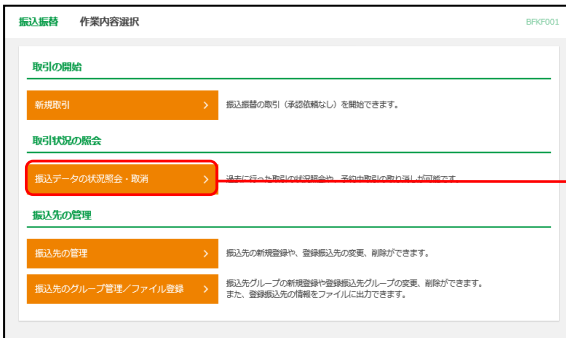 振込振替 作業内容選択 BFKF001
取引の開始
新規取引 > 振込振替の取引（承認依頼なし）を開始できます。
取引状況の照会
振込データの状況照会・取消 > 過去に行った取引の状況照会や、予約中取引の取り消しが可能です。
振込先の管理
振込先の管理 > 振込先の新規登録や、登録振込先の変更、削除ができます。
振込先のグループ管理／ファイル登録 > 振込先グループの新規登録や登録振込先グループの変更、削除ができます。
また、登録振込先の情報をファイルに出力できます。